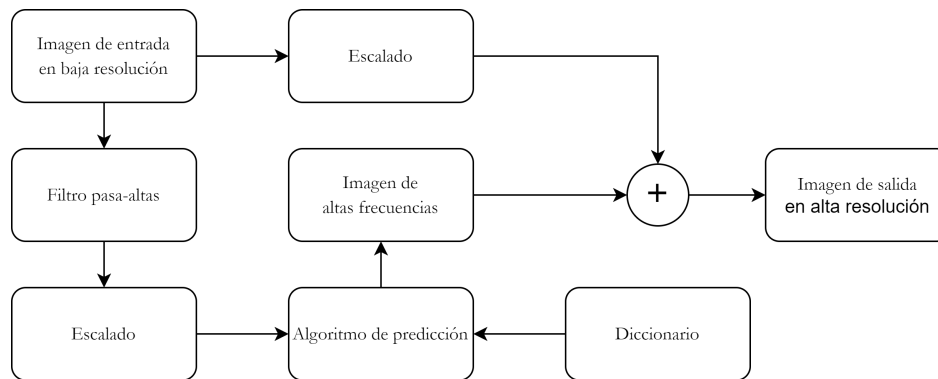 Imagen de entrada
en baja resolución
Escalado
Filtro pasa-altas
Imagen de
altas frecuencias
+
Imagen de salida
en alta resolución
Escalado
Algoritmo de predicción
Diccionario